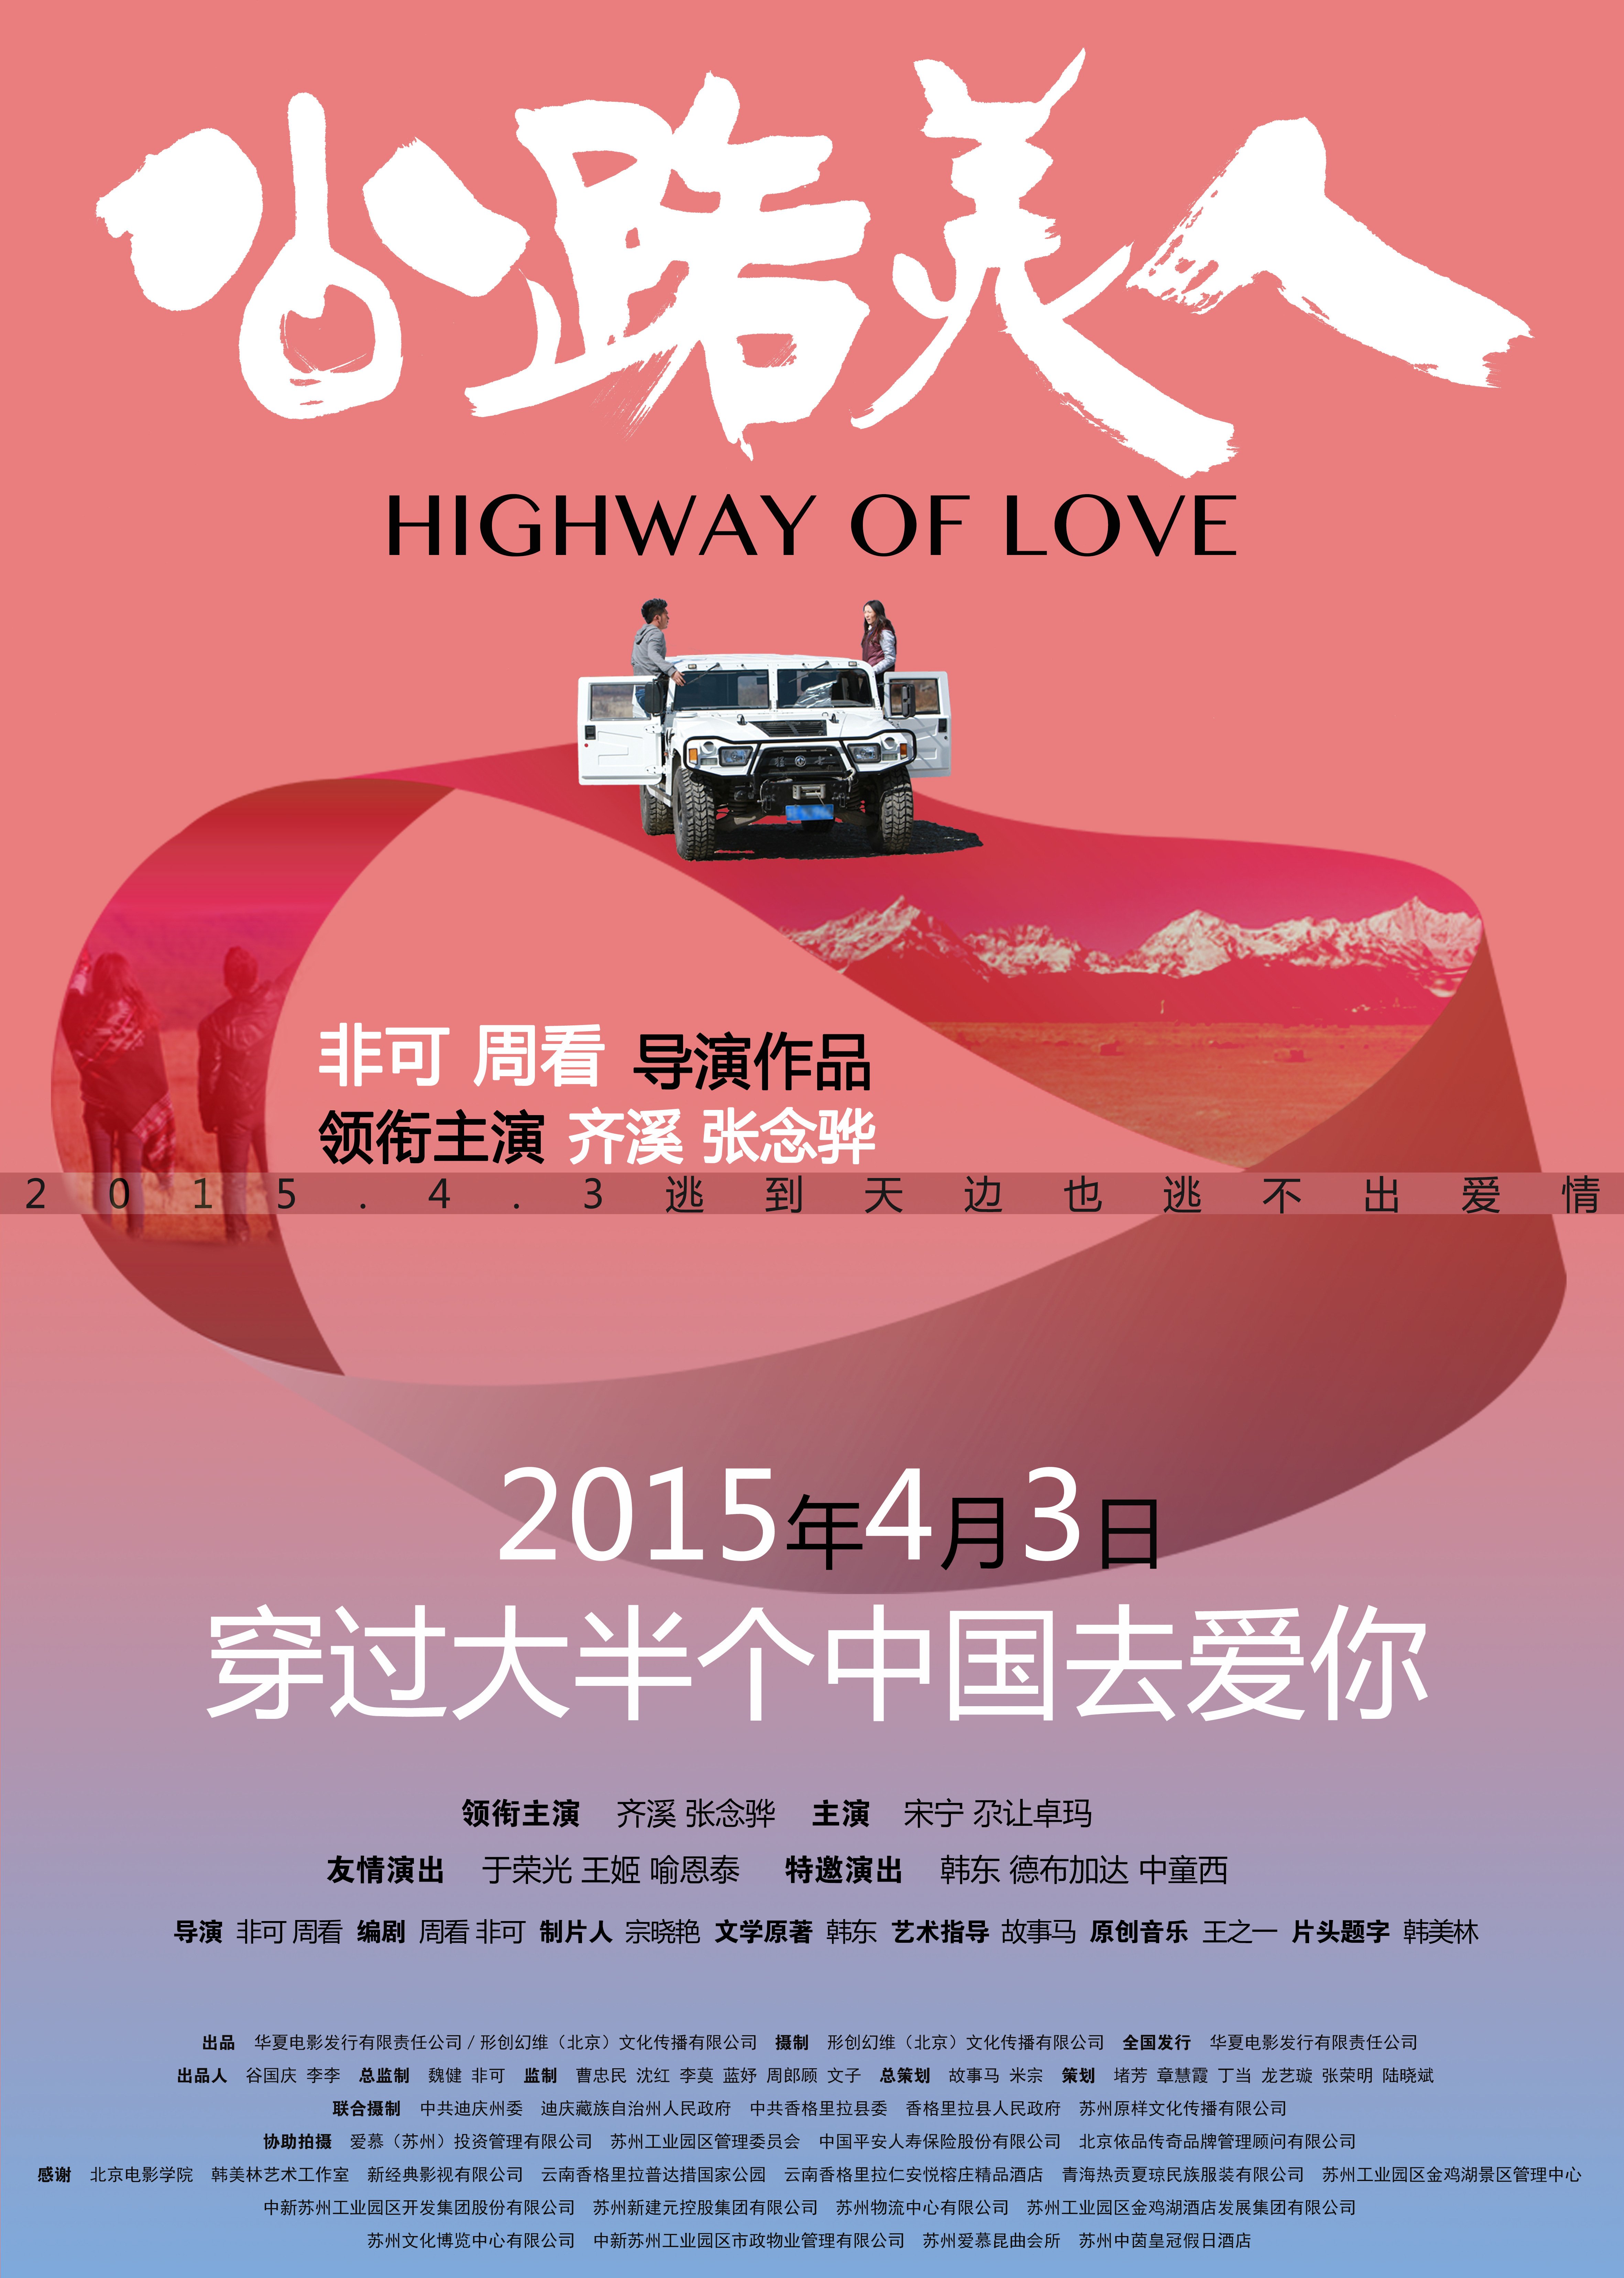 公路美人
HIGHWAY OF LOVE
非可 周看 导演作品
领衔主演 齐溪 张念骅
2015.4.3逃到天边也逃不出爱情
2015年4月3日
穿过大半个中国去爱你
领衔主演 齐溪 张念骅 主演 宋宁 尕让卓玛
友情演出 于荣光 王姬 喻恩泰 特邀演出 韩东 德布加达 中童西
导演 非可 周看 编剧 周看 非可 制片人 宗晓艳 文学原著 韩东 艺术指导 故事马 原创音乐 王之一 片头题字 韩美林
出品 华夏电影发行有限责任公司 / 形创幻维（北京）文化传播有限公司 摄制 形创幻维（北京）文化传播有限公司 全国发行 华夏电影发行有限责任公司
出品人 谷国庆 李李 总监制 魏健 非可 监制 曹忠民 沈红 李莫 蓝妤 周郎顾 文子 总策划 故事马 米宗 策划 堵芳 章慧霞 丁当 龙艺璇 张荣明 陆晓斌
联合摄制 中共迪庆州委 迪庆藏族自治州人民政府 中共香格里拉县委 香格里拉县人民政府 苏州原样文化传播有限公司
协助拍摄 爱慕（苏州）投资管理有限公司 苏州工业园区管理委员会 中国平安人寿保险股份有限公司 北京依品传奇品牌管理顾问有限公司
感谢 北京电影学院 韩美林艺术工作室 新经典影视有限公司 云南香格里拉普达措国家公园 云南香格里拉仁安悦榕庄精品酒店 青海热贡夏琼民族服装有限公司 苏州工业园区金鸡湖景区管理中心
中新苏州工业园区开发集团股份有限公司 苏州新建元控股集团有限公司 苏州物流中心有限公司 苏州工业园区金鸡湖酒店发展集团有限公司
苏州文化博览中心有限公司 中新苏州工业园区市政物业管理有限公司 苏州爱慕昆曲会所 苏州中茵皇冠假日酒店